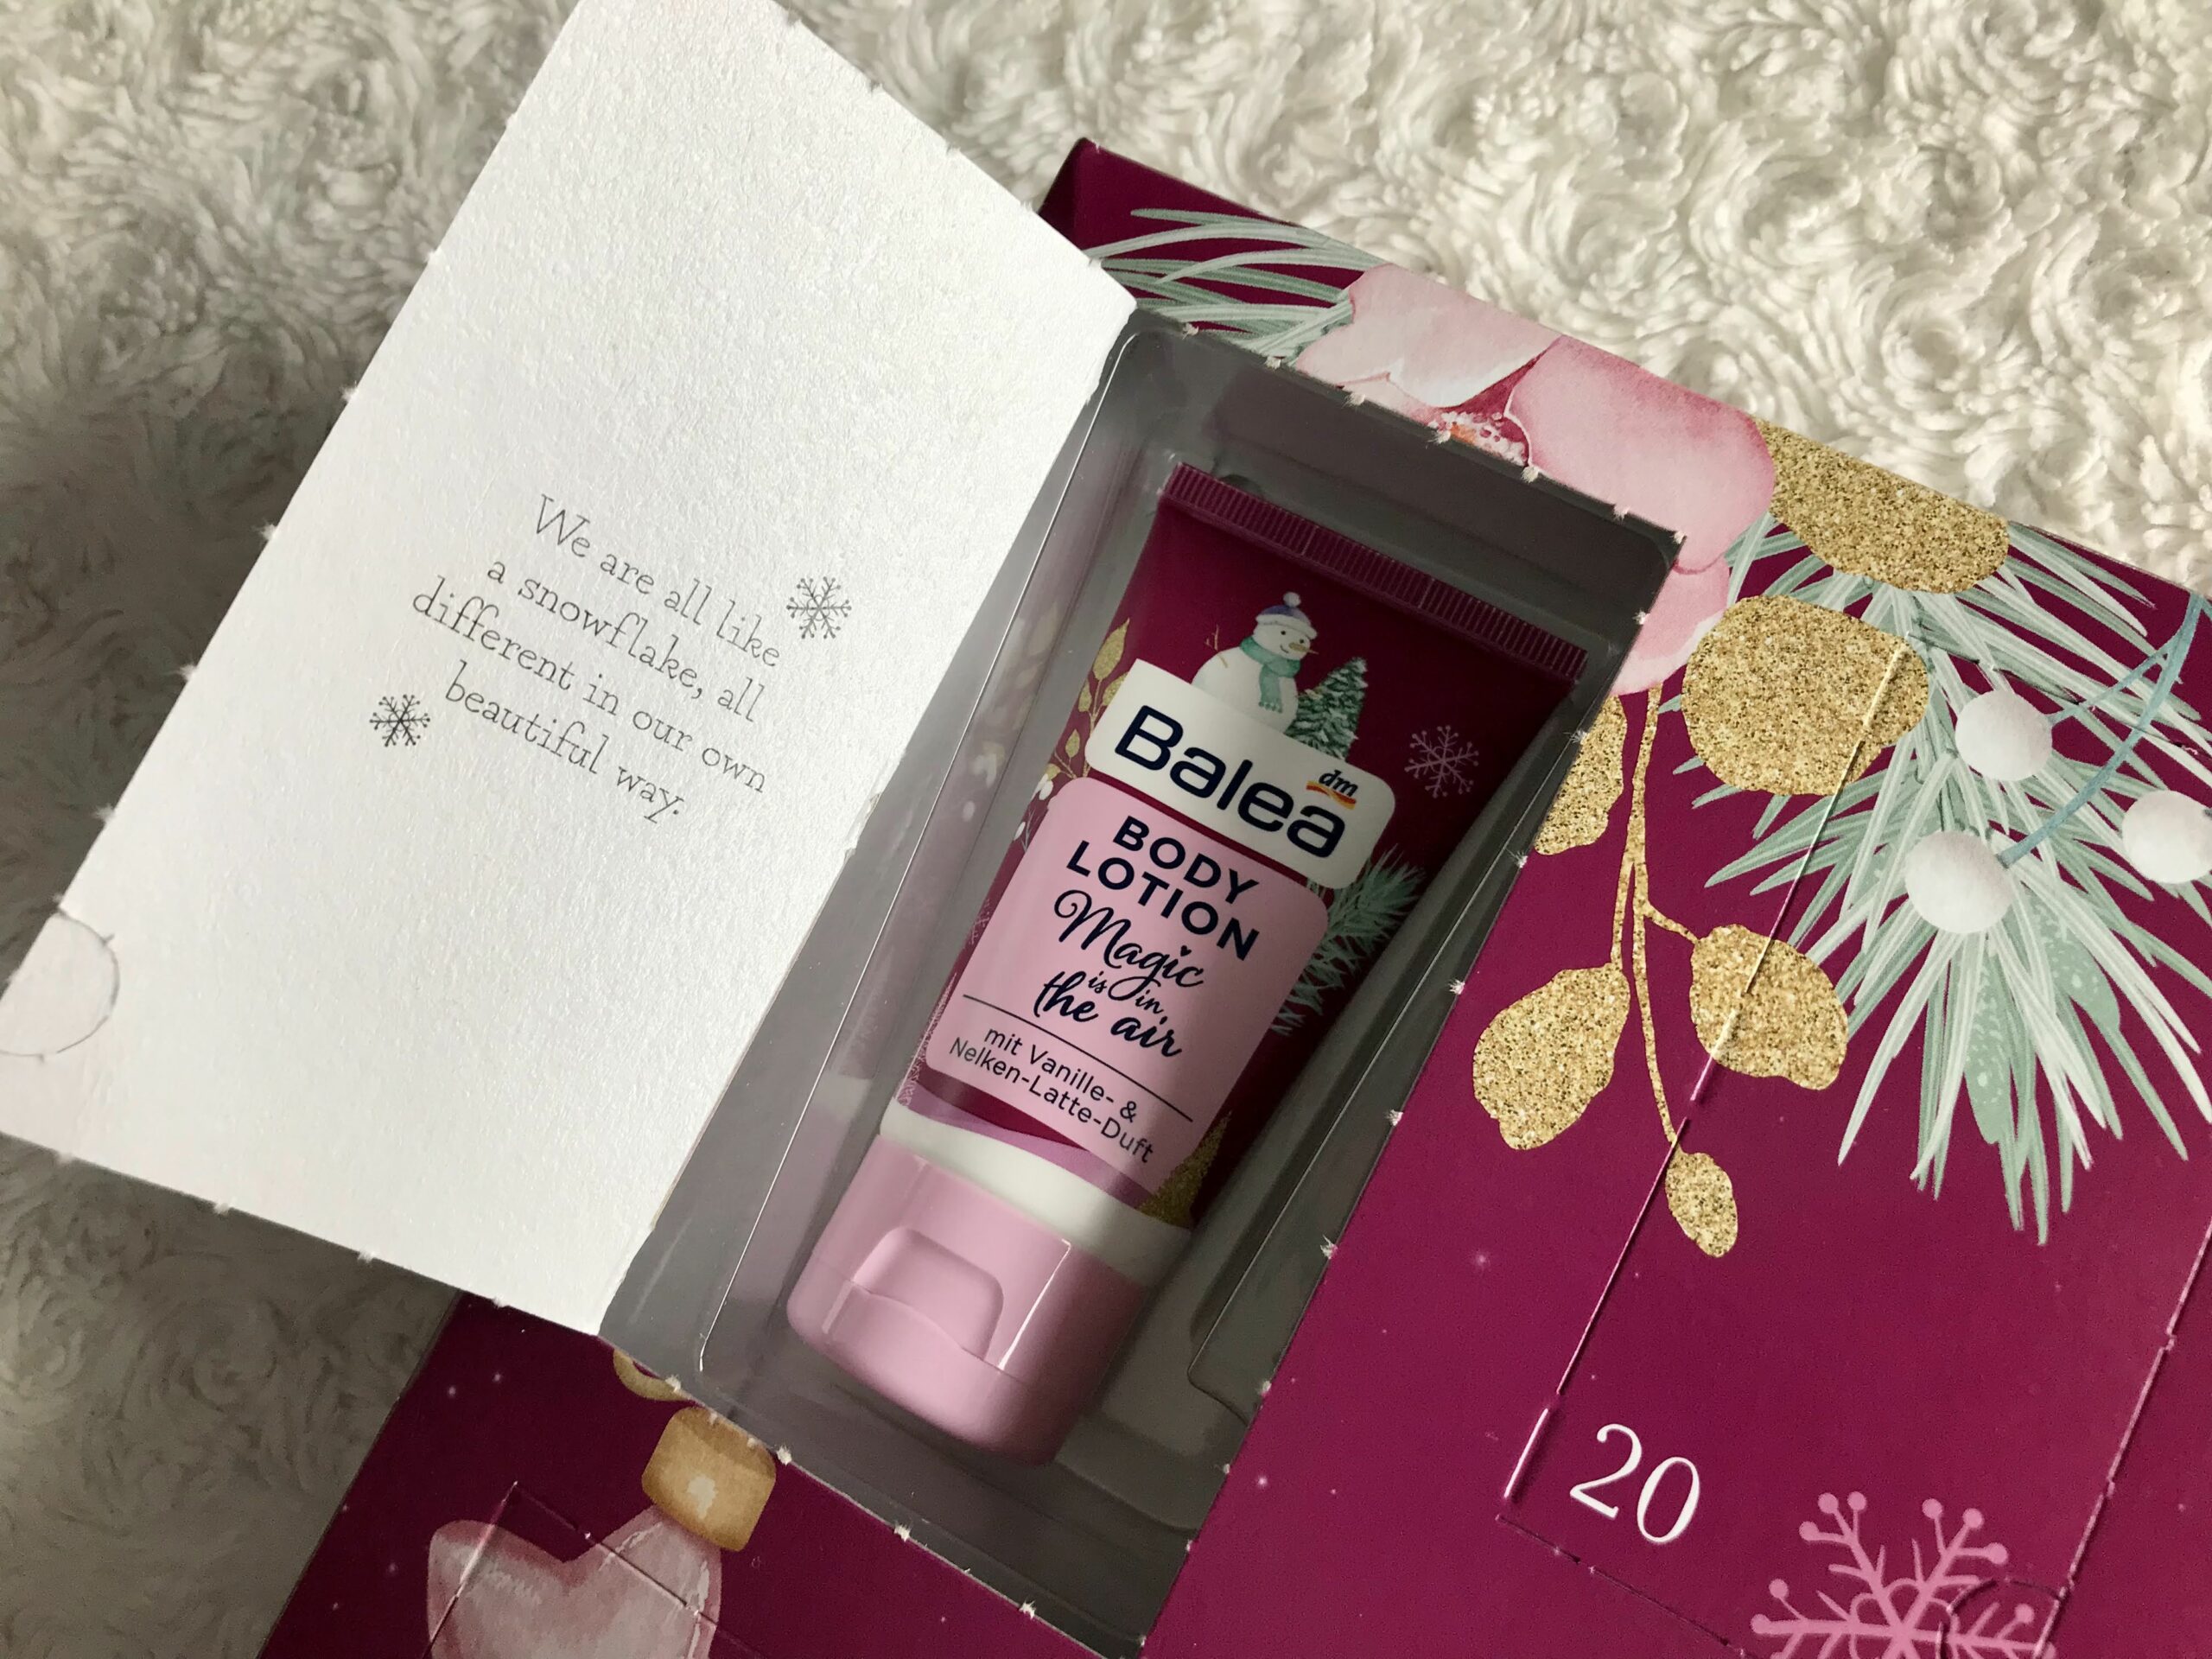 We are all like
a snowflake, all
different in our own
beautiful way.
Balea
dm
BODY
LOTION
Magic
is in
the air
mit Vanille- &
Nelken-Latte-Duft
20